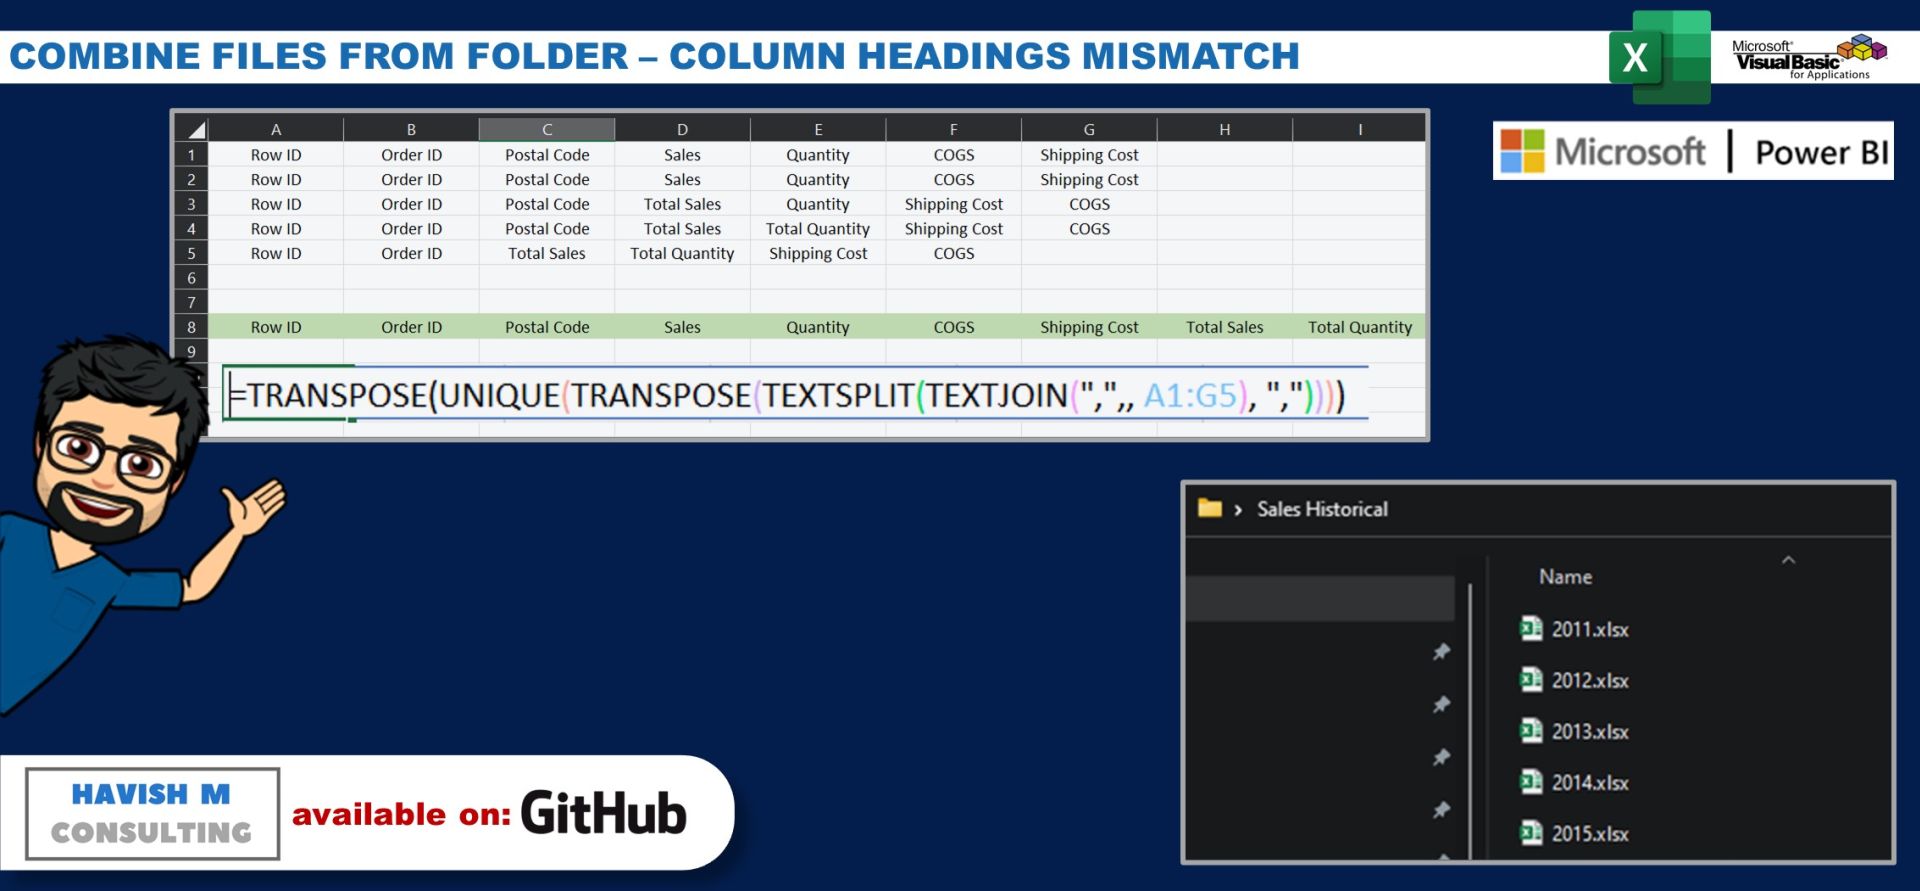 COMBINE FILES FROM FOLDER – COLUMN HEADINGS MISMATCH
X
Microsoft®
Visual Basic®
for Applications
Microsoft | Power BI
A B C D E F G H I
1 Row ID Order ID Postal Code Sales Quantity COGS Shipping Cost
2 Row ID Order ID Postal Code Sales Quantity COGS Shipping Cost
3 Row ID Order ID Postal Code Total Sales Quantity Shipping Cost COGS
4 Row ID Order ID Postal Code Total Sales Total Quantity Shipping Cost COGS
5 Row ID Order ID Total Sales Total Quantity Shipping Cost COGS
6
7
8 Row ID Order ID Postal Code Sales Quantity COGS Shipping Cost Total Sales Total Quantity
9
=TRANSPOSE(UNIQUE(TRANSPOSE(TEXTSPLIT(TEXTJOIN(",",, A1:G5), ","))))
› Sales Historical
Name
2011.xlsx
2012.xlsx
2013.xlsx
2014.xlsx
2015.xlsx
HAVISH M
CONSULTING
available on: GitHub